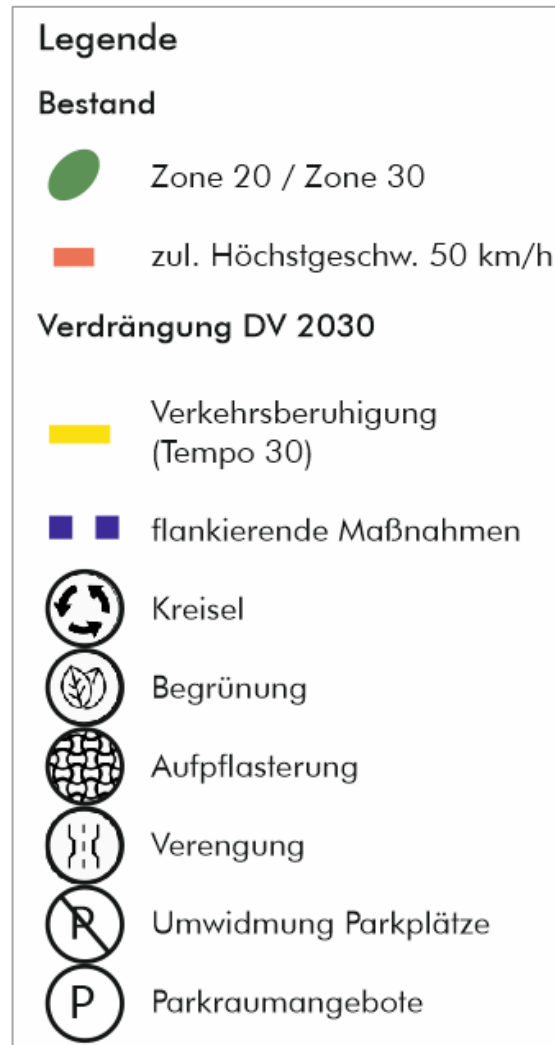 Legende
Bestand
Zone 20 / Zone 30
zul. Höchstgeschw. 50 km/h
Verdrängung DV 2030
Verkehrsberuhigung
(Tempo 30)
flankierende Maßnahmen
Kreisel
Begrünung
Aufpflasterung
Verengung
P Umwidmung Parkplätze
P Parkraumangebote